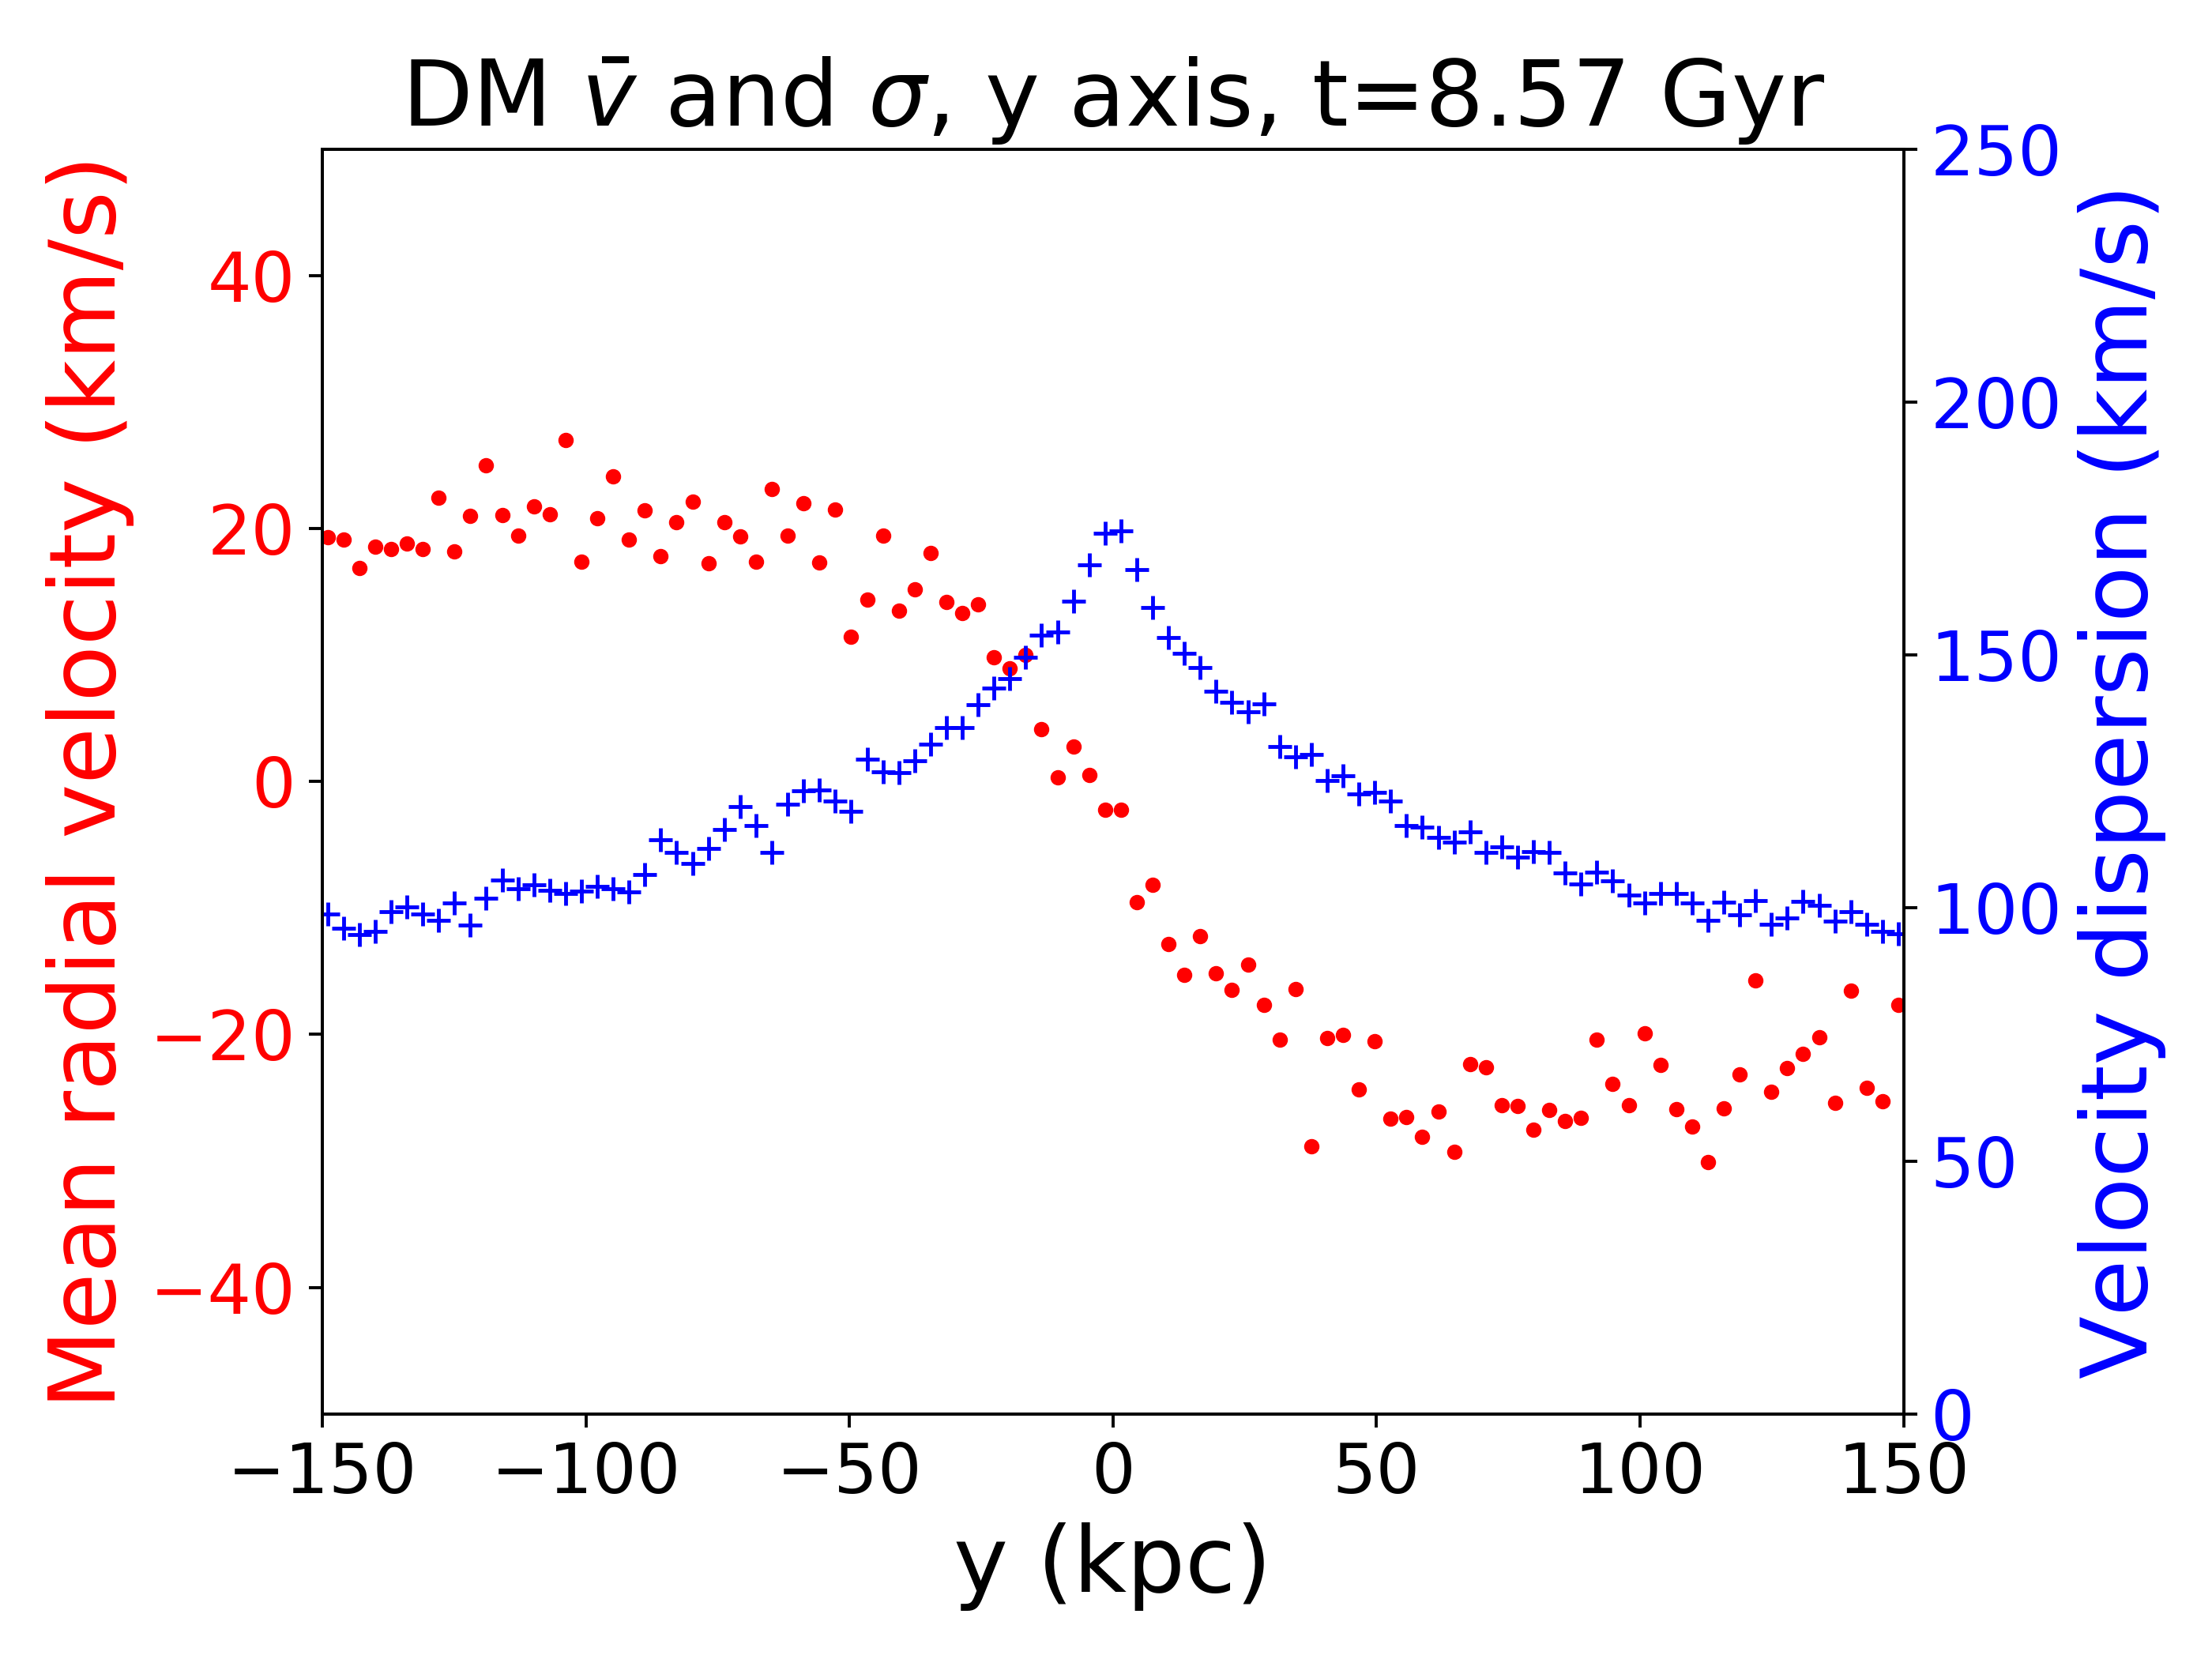 DM v̄ and σ, y axis, t=8.57 Gyr
Mean radial velocity (km/s)
40
20
0
−20
−40
250
200
150
100
50
0
Velocity dispersion (km/s)
−150 −100 −50 0 50 100 150
y (kpc)